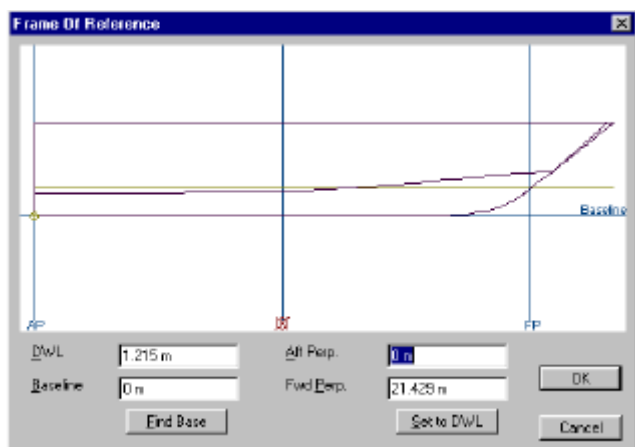 Frame Of Reference
Baseline
AP
FP
DWL 1.215 m Aft Perp. 0 m
Baseline 0 m Fwd Perp. 21.429 m
OK
Find Base Set to DWL
Cancel